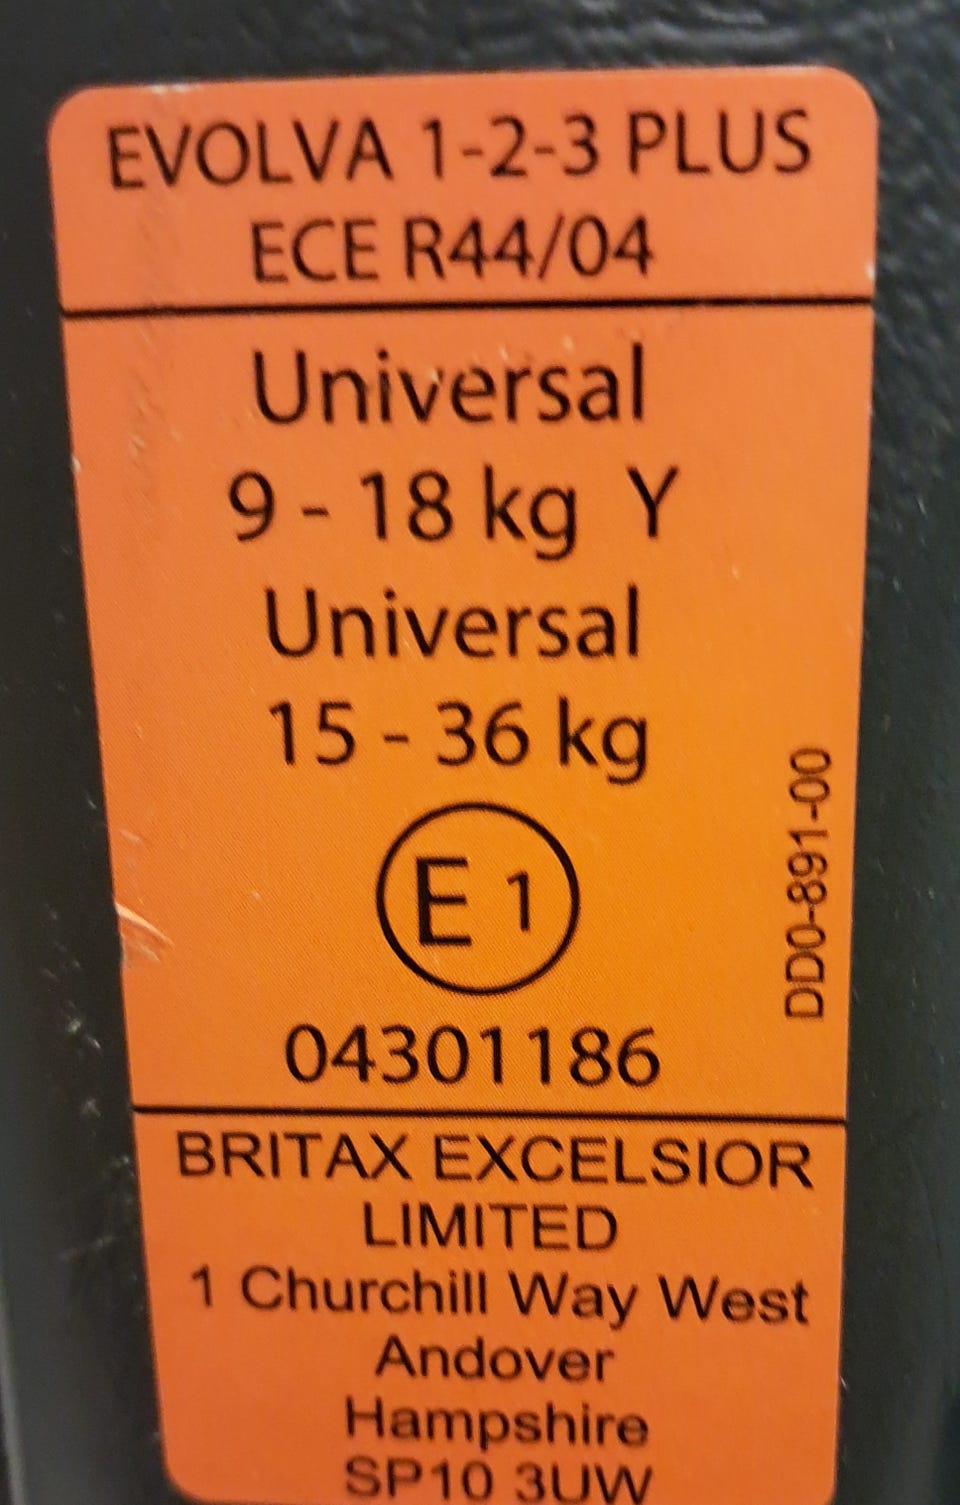 EVOLVA 1-2-3 PLUS
ECE R44/04
Universal
9 - 18 kg Y
Universal
15 - 36 kg
E 1
04301186
DD0-891-00
BRITAX EXCELSIOR
LIMITED
1 Churchill Way West
Andover
Hampshire
SP10 3UW